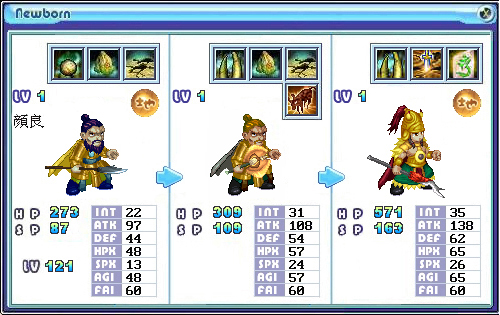 Newborn
LV 1
顔良
HP 273
SP 87
LV 121
INT 22
ATK 97
DEF 44
HPX 48
SPX 13
AGI 48
FAI 60
LV 1
HP 309
SP 109
INT 31
ATK 108
DEF 54
HPX 57
SPX 24
AGI 57
FAI 60
LV 1
HP 571
SP 163
INT 35
ATK 138
DEF 62
HPX 65
SPX 26
AGI 65
FAI 60